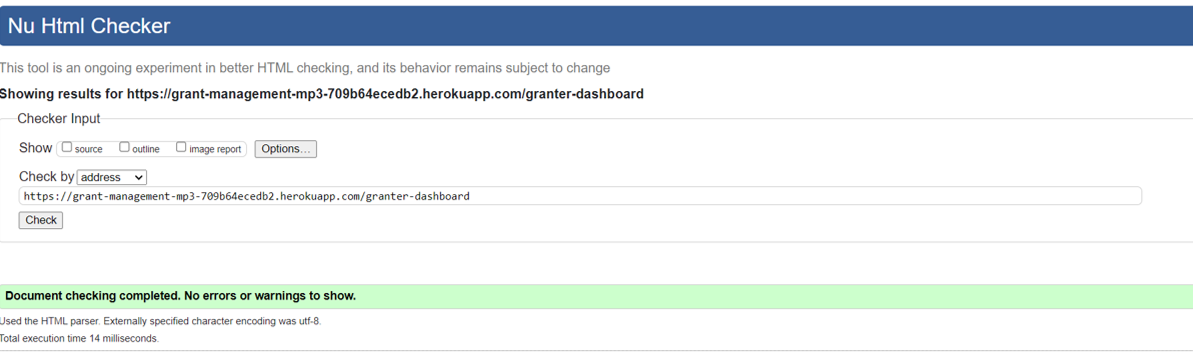 Nu Html Checker
This tool is an ongoing experiment in better HTML checking, and its behavior remains subject to change
Showing results for https://grant-management-mp3-709b64ecedb2.herokuapp.com/granter-dashboard
Checker Input
Show source outline image report Options...
Check by address
https://grant-management-mp3-709b64ecedb2.herokuapp.com/granter-dashboard
Check
Document checking completed. No errors or warnings to show.
Used the HTML parser. Externally specified character encoding was utf-8.
Total execution time 14 milliseconds.